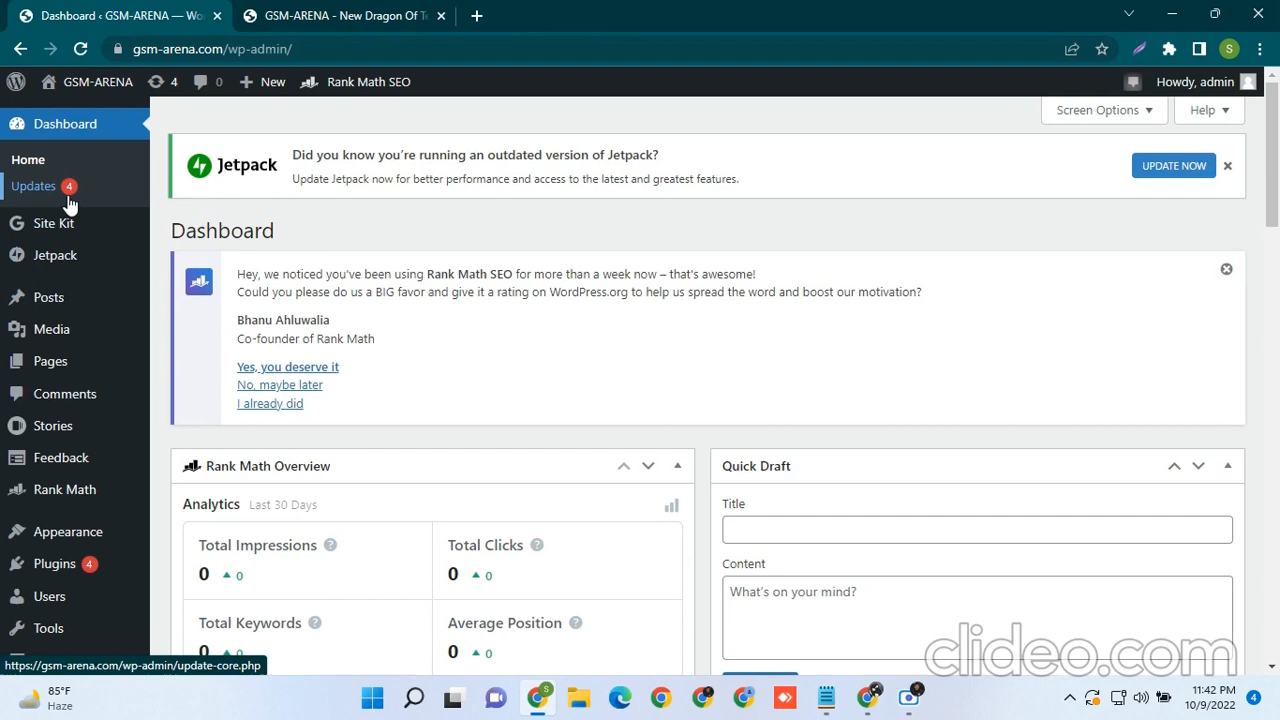 Dashboard ‹ GSM-ARENA — Wo
GSM-ARENA - New Dragon Of Te
gsm-arena.com/wp-admin/
S
GSM-ARENA
4
0
New
Rank Math SEO
Howdy, admin
Dashboard
Home
Updates 4
Site Kit
Jetpack
Posts
Media
Pages
Comments
Stories
Feedback
Rank Math
Appearance
Plugins 4
Users
Tools
Screen Options
Help
Jetpack
Did you know you're running an outdated version of Jetpack?
Update Jetpack now for better performance and access to the latest and greatest features.
UPDATE NOW
Dashboard
Hey, we noticed you've been using Rank Math SEO for more than a week now – that's awesome!
Could you please do us a BIG favor and give it a rating on WordPress.org to help us spread the word and boost our motivation?
Bhanu Ahluwalia
Co-founder of Rank Math
Yes, you deserve it
No, maybe later
I already did
Rank Math Overview
Analytics Last 30 Days
Total Impressions ?
0 0
Total Clicks ?
0 0
Total Keywords ?
0 0
Average Position ?
0 0
Quick Draft
Title
Content
What's on your mind?
clideo.com
https://gsm-arena.com/wp-admin/update-core.php
85°F
Haze
S
11:42 PM
10/9/2022
4